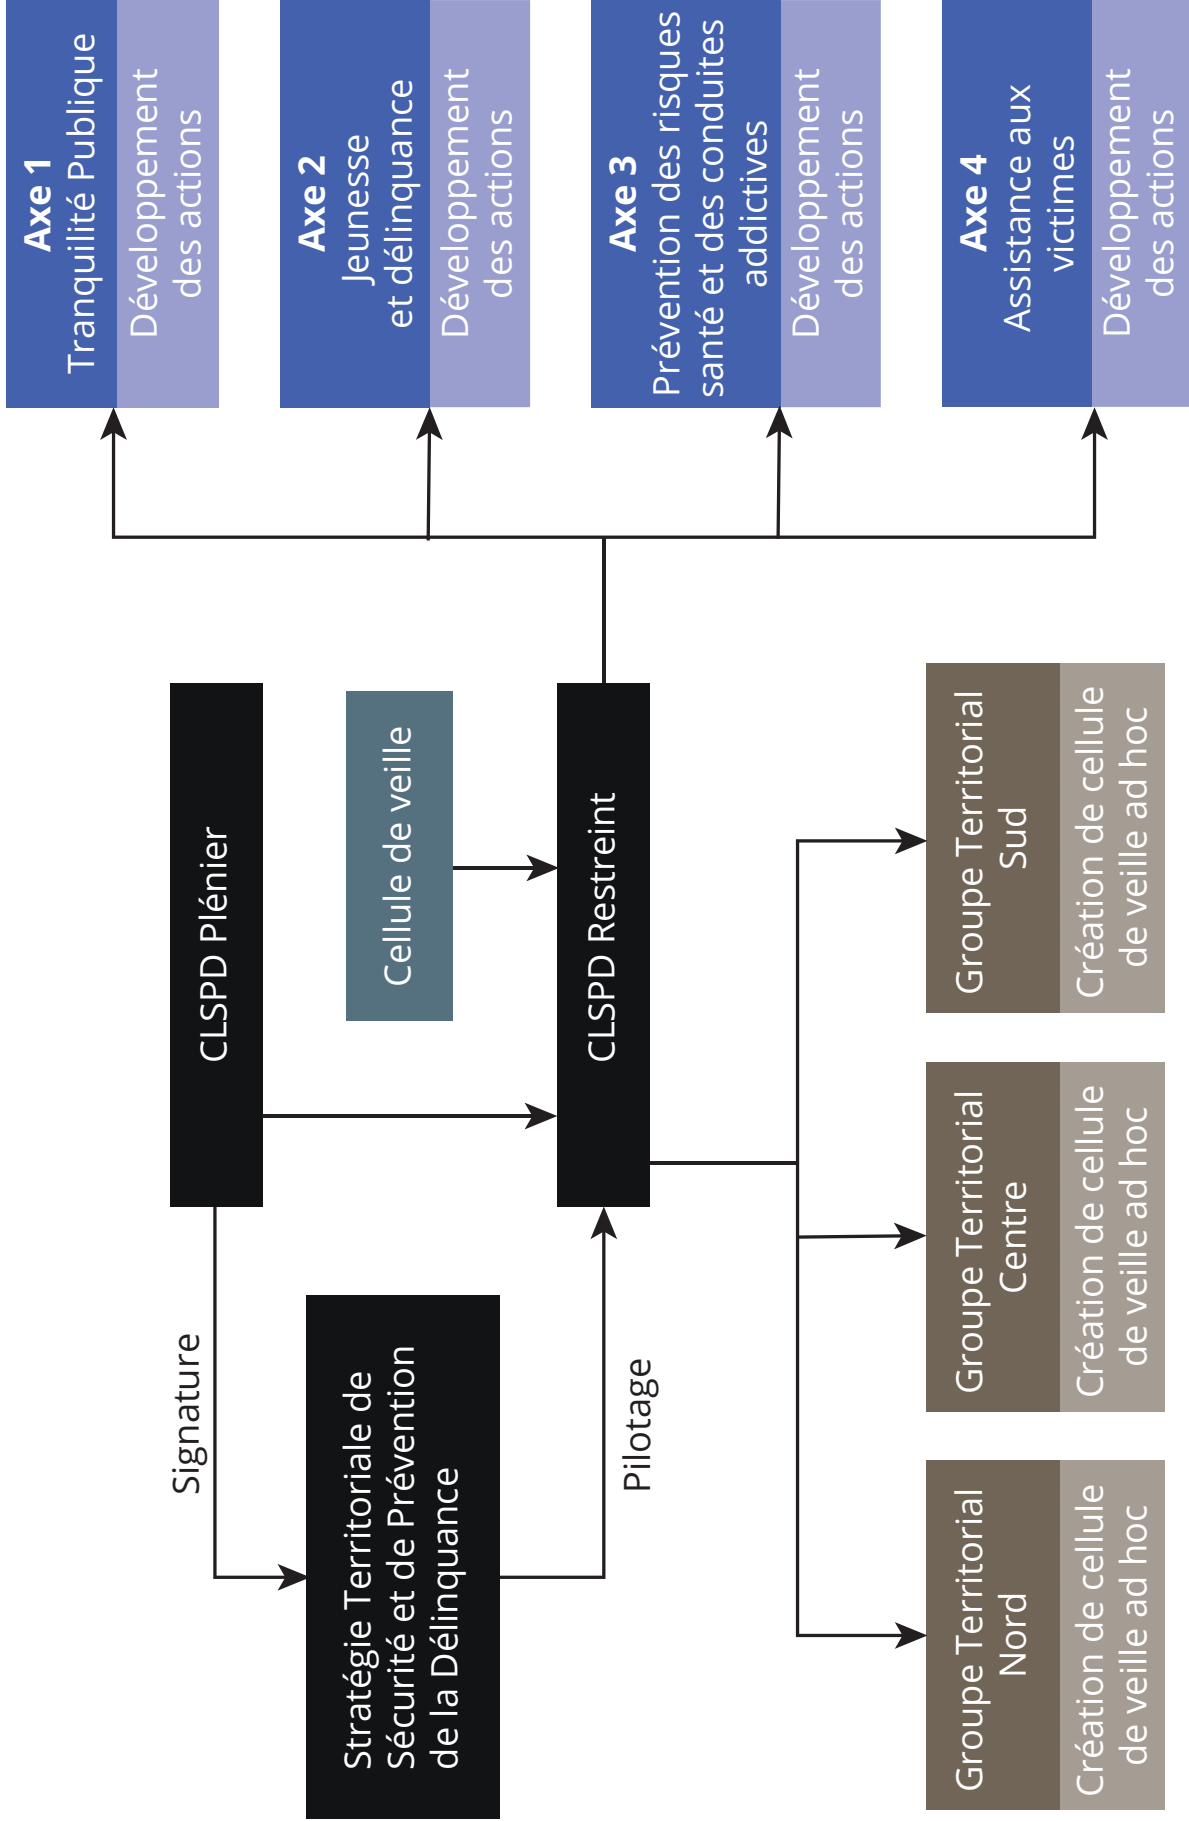 CLSPD Plénier
Signature
Stratégie Territoriale de
Sécurité et de Prévention
de la Délinquance
Cellule de veille
CLSPD Restreint
Pilotage
Groupe Territorial
Nord
Création de cellule
de veille ad hoc
Groupe Territorial
Centre
Création de cellule
de veille ad hoc
Groupe Territorial
Sud
Création de cellule
de veille ad hoc
Axe 1
Tranquilité Publique
Développement
des actions
Axe 2
Jeunesse
et délinquance
Développement
des actions
Axe 3
Prévention des risques
santé et des conduites
addictives
Développement
des actions
Axe 4
Assistance aux
victimes
Développement
des actions